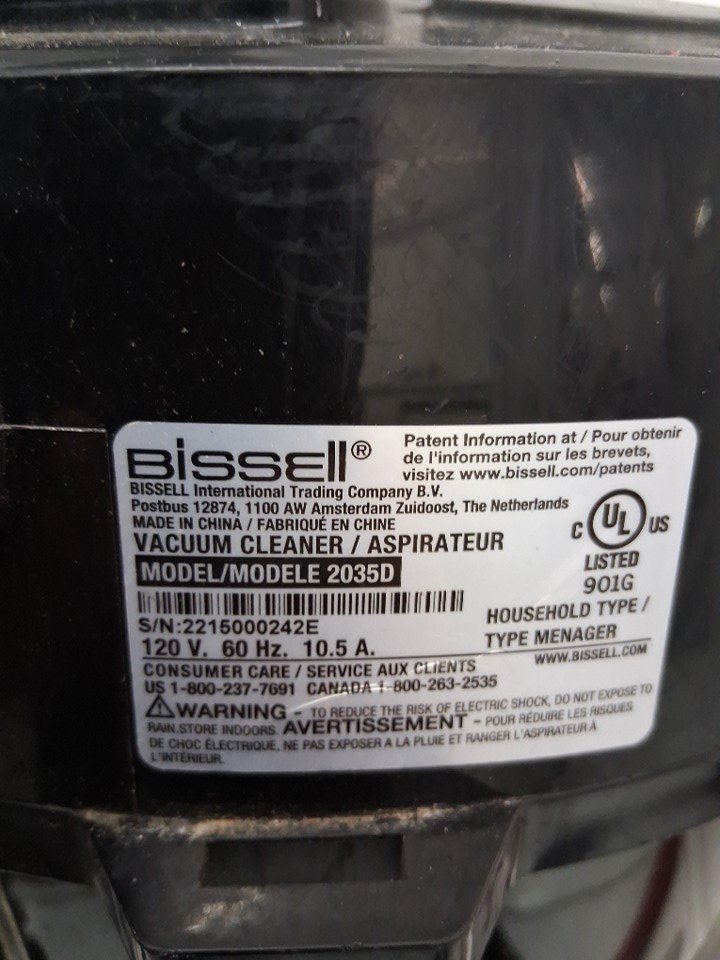 BISSELL®
Patent Information at / Pour obtenir
de l'information sur les brevets,
visitez www.bissell.com/patents
BISSELL International Trading Company B.V.
Postbus 12874, 1100 AW Amsterdam Zuidoost, The Netherlands
MADE IN CHINA / FABRIQUÉ EN CHINE
VACUUM CLEANER / ASPIRATEUR
MODEL/MODELE 2035D
S/N:2215000242E
120 V. 60 Hz. 10.5 A.
C UL US
LISTED
901G
HOUSEHOLD TYPE /
TYPE MENAGER
WWW.BISSELL.COM
CONSUMER CARE / SERVICE AUX CLIENTS
US 1-800-237-7691 CANADA 1-800-263-2535
⚠WARNING - TO REDUCE THE RISK OF ELECTRIC SHOCK, DO NOT EXPOSE TO
RAIN.STORE INDOORS. AVERTISSEMENT - POUR RÉDUIRE LES RISQUES
DE CHOC ÉLECTRIQUE, NE PAS EXPOSER A LA PLUIE ET RANGER L'ASPIRATEUR À
L'INTÉRIEUR.